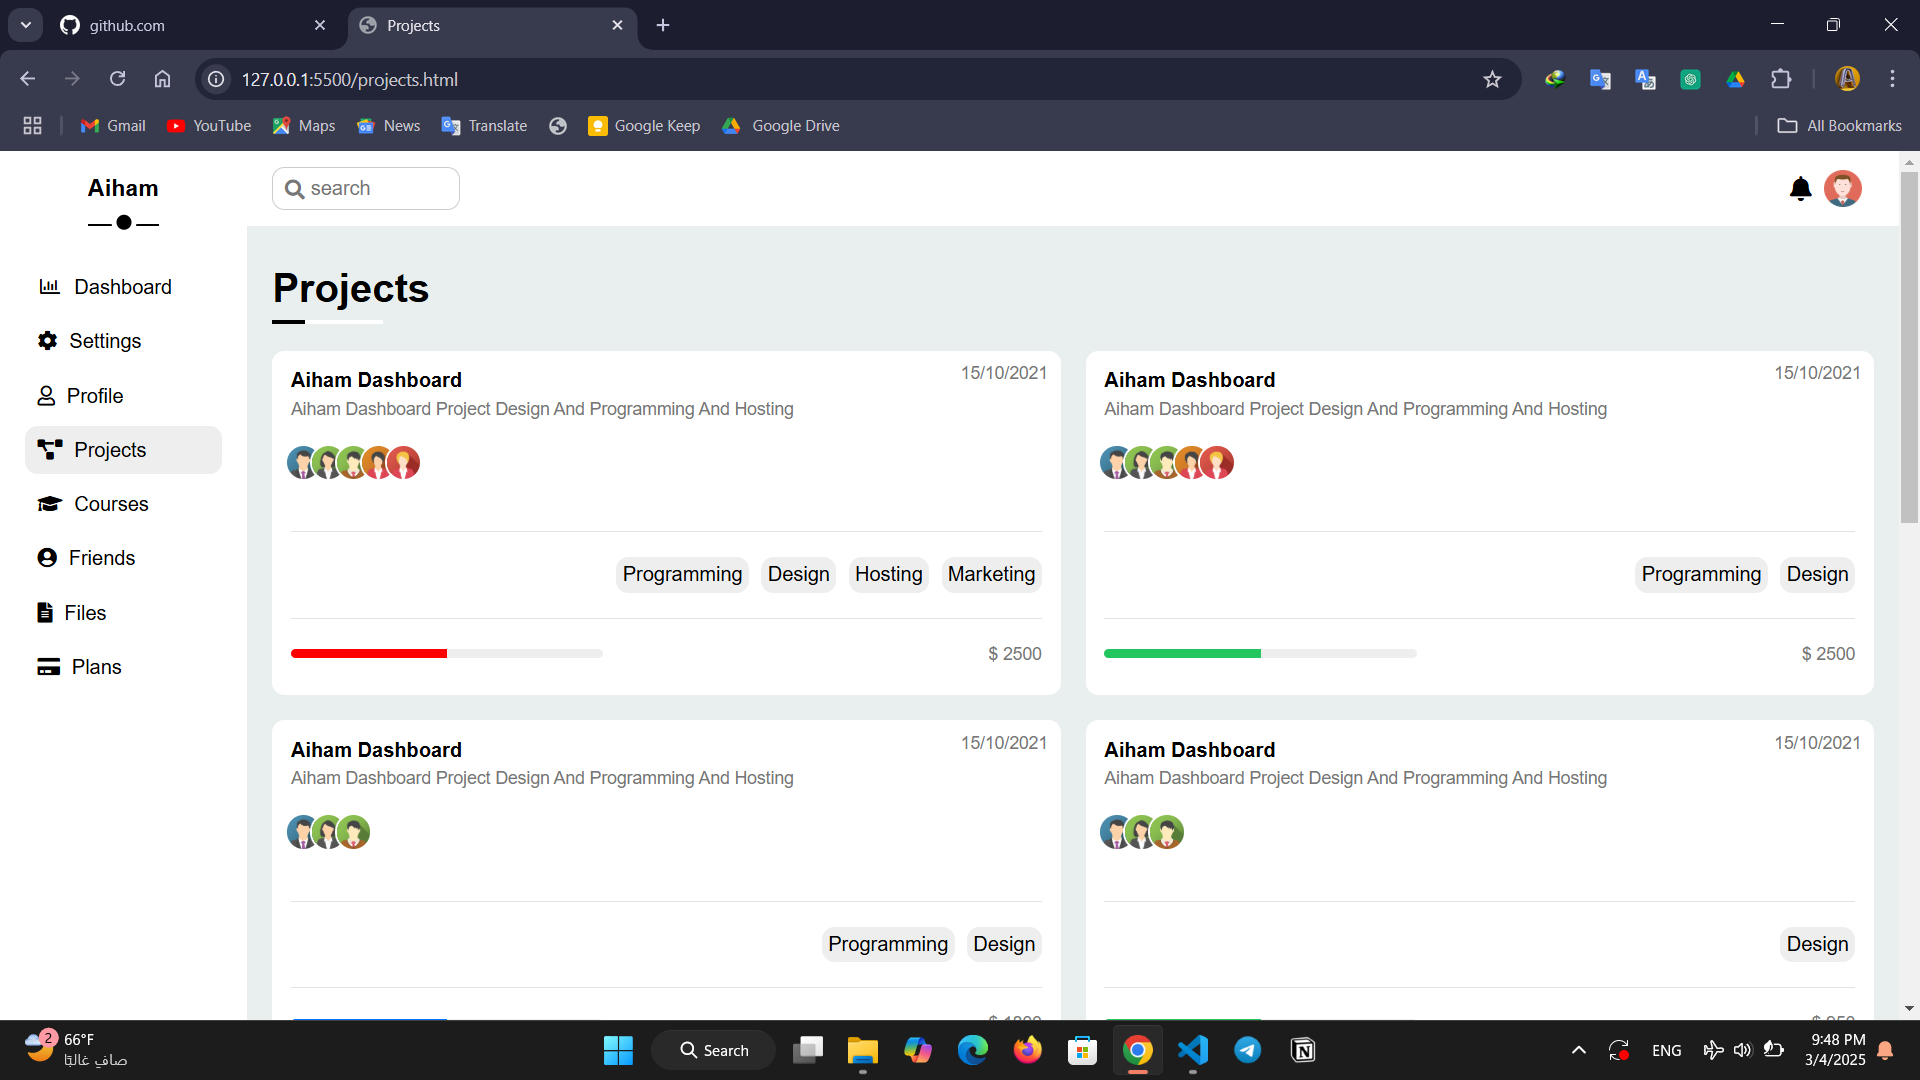 github.com
Projects
127.0.0.1:5500/projects.html
Gmail
YouTube
Maps
News
Translate
Google Keep
Google Drive
All Bookmarks
Aiham
search
Dashboard
Settings
Profile
Projects
Courses
Friends
Files
Plans
Projects
Aiham Dashboard
15/10/2021
Aiham Dashboard Project Design And Programming And Hosting
Programming Design Hosting Marketing
$ 2500
Aiham Dashboard
15/10/2021
Aiham Dashboard Project Design And Programming And Hosting
Programming Design
$ 2500
Aiham Dashboard
15/10/2021
Aiham Dashboard Project Design And Programming And Hosting
Programming Design
Aiham Dashboard
15/10/2021
Aiham Dashboard Project Design And Programming And Hosting
Design
2
66°F
صافٍ غالبًا
Search
ENG
9:48 PM
3/4/2025